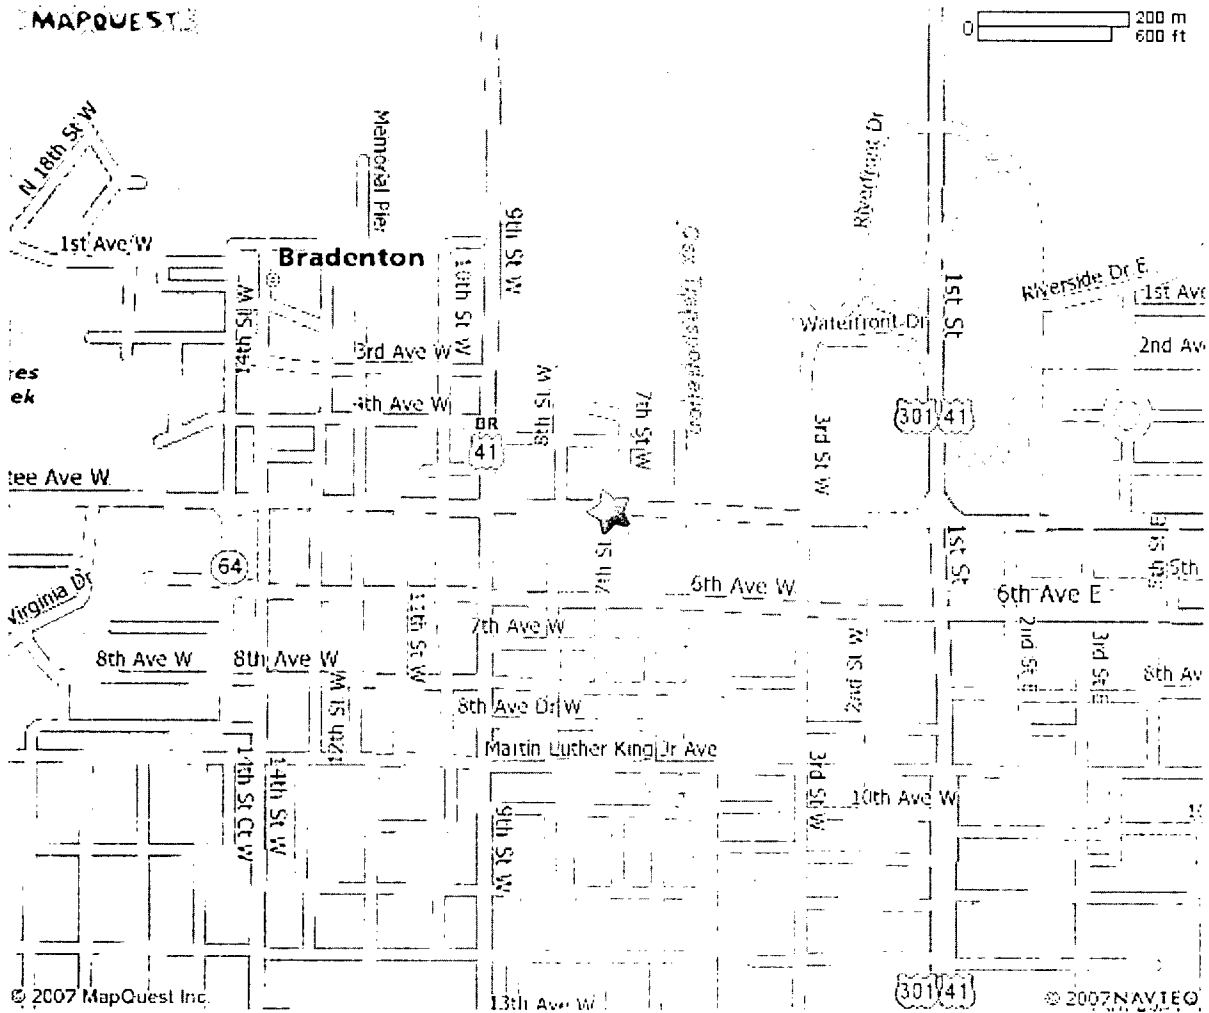 MAPQUEST
200 m
0
600 ft
N 18th St W
Memorial Pier
Riverfront Dr
1st Ave W
Bradenton
9th St W
10th St W
14th St W
Riverside Dr E
1st Ave
1st St
Waterfront Dr
3rd Ave W
2nd Av
res
ek
4th Ave W
8th St W
7th St W
3rd St W
301
41
BR
41
tee Ave W
64
7th St
1st St
6th Ave W
6th Ave E
5th
Virginia Dr
11th St W
7th Ave W
2nd St W
2nd St E
3rd St E
8th Ave W
8th Ave W
8th Av
12th St W
8th Ave Dr W
Martin Luther King Jr Ave
14th St Ct W
14th St W
3rd St W
10th Ave W
10
9th St W
© 2007 MapQuest Inc.
13th Ave W
301
41
© 2007 NAVTEQ